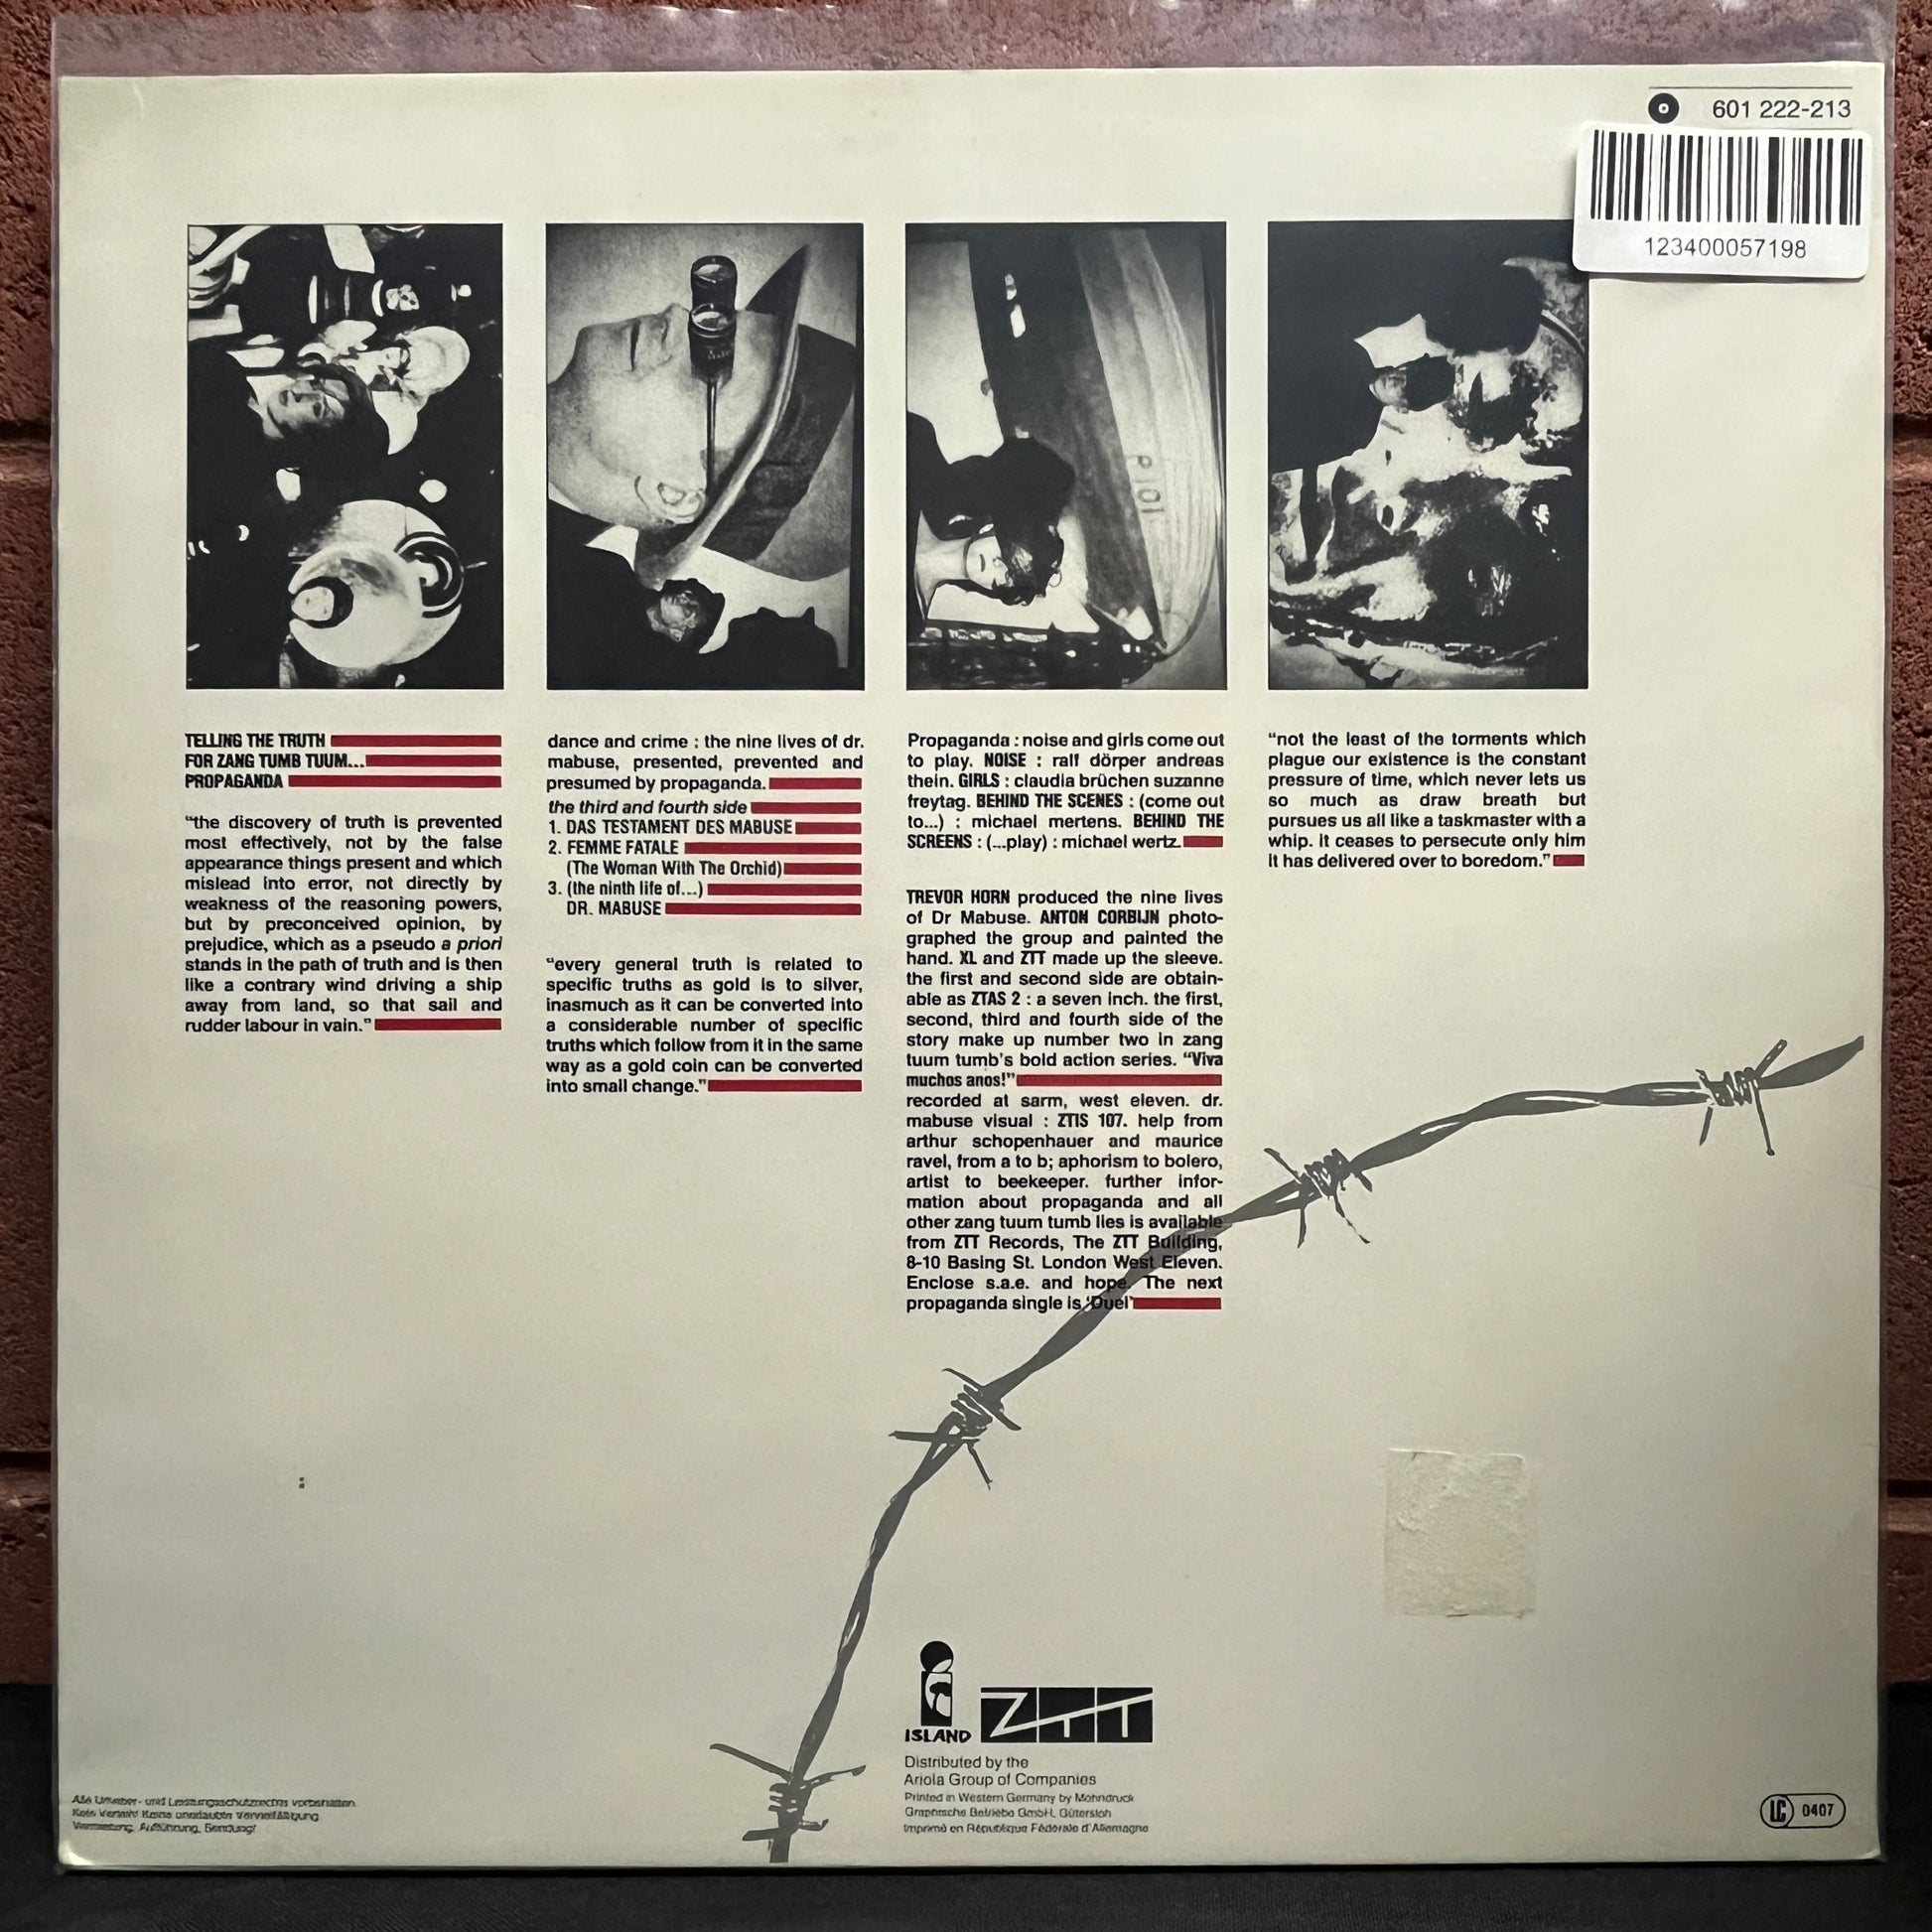 601 222-213
123400057198
TELLING THE TRUTH
FOR ZANG TUMB TUUM...
PROPAGANDA
“the discovery of truth is prevented
most effectively, not by the false
appearance things present and which
mislead into error, not directly by
weakness of the reasoning powers,
but by preconceived opinion, by
prejudice, which as a pseudo a priori
stands in the path of truth and is then
like a contrary wind driving a ship
away from land, so that sail and
rudder labour in vain.”
dance and crime : the nine lives of dr.
mabuse, presented, prevented and
presumed by propaganda.
the third and fourth side
1. DAS TESTAMENT DES MABUSE
2. FEMME FATALE
(The Woman With The Orchid)
3. (the ninth life of...)
DR. MABUSE
“every general truth is related to
specific truths as gold is to silver,
inasmuch as it can be converted into
a considerable number of specific
truths which follow from it in the same
way as a gold coin can be converted
into small change.”
Propaganda : noise and girls come out
to play. NOISE : ralf dörper andreas
thein. GIRLS : claudia brüchen suzanne
freytag. BEHIND THE SCENES : (come out
to...) : michael mertens. BEHIND THE
SCREENS : (...play) : michael wertz.
TREVOR HORN produced the nine lives
of Dr Mabuse. ANTON CORBIJN photo-
graphed the group and painted the
hand. XL and ZTT made up the sleeve.
the first and second side are obtain-
able as ZTAS 2 : a seven inch. the first,
second, third and fourth side of the
story make up number two in zang
tuum tumb's bold action series. “Viva
muchos anos!”
recorded at sarm, west eleven. dr.
mabuse visual : ZTIS 107. help from
arthur schopenhauer and maurice
ravel, from a to b; aphorism to bolero,
artist to beekeeper. further infor-
mation about propaganda and all
other zang tuum tumb lies is available
from ZTT Records, The ZTT Building,
8-10 Basing St. London West Eleven.
Enclose s.a.e. and hope. The next
propaganda single is ‘Duel’
“not the least of the torments which
plague our existence is the constant
pressure of time, which never lets us
so much as draw breath but
pursues us all like a taskmaster with a
whip. it ceases to persecute only him
it has delivered over to boredom.”
ISLAND
ZTT
Distributed by the
Ariola Group of Companies
Printed in Western Germany by Mohndruck
Graphische Betriebe GmbH, Gütersloh
Imprimé en République Fédérale d'Allemagne
Alle Urheber- und Leistungsschutzrechte vorbehalten.
Vermietung, Aufführung, Sendung!
LC 0407